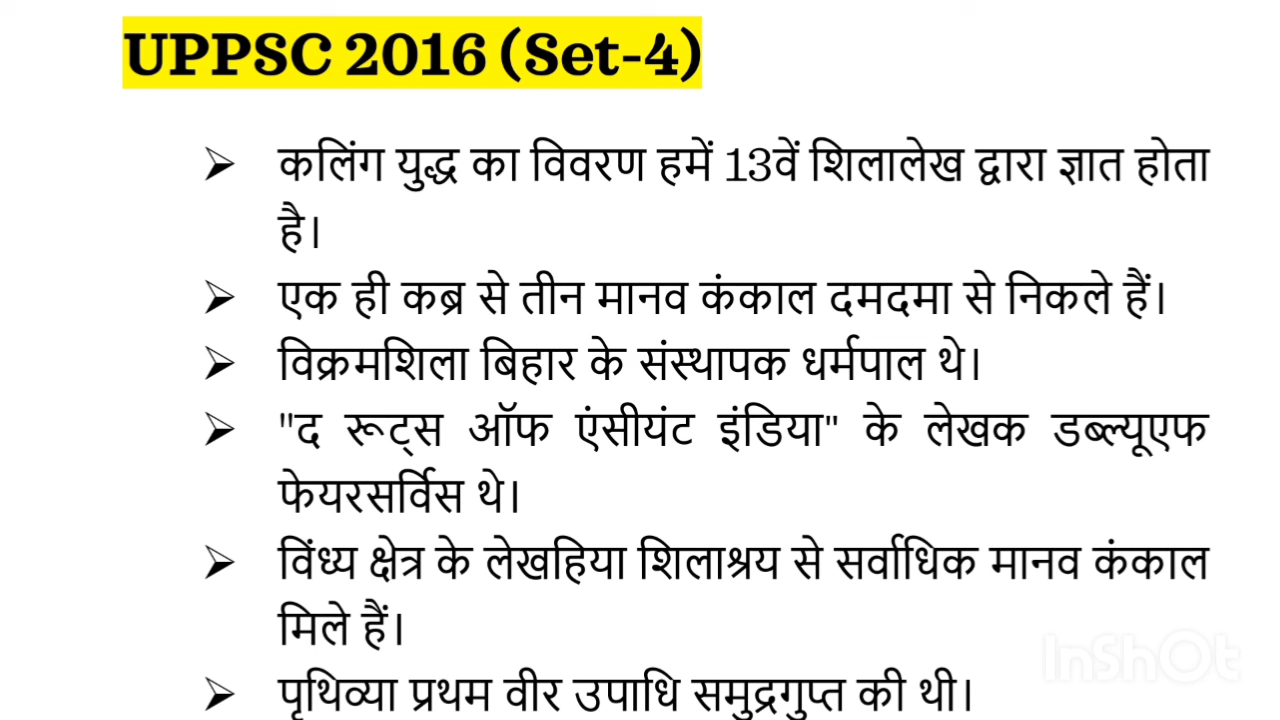 UPPSC 2016 (Set-4)
➢ कलिंग युद्ध का विवरण हमें 13वें शिलालेख द्वारा ज्ञात होता
है।
➢ एक ही कब्र से तीन मानव कंकाल दमदमा से निकले हैं।
➢ विक्रमशिला बिहार के संस्थापक धर्मपाल थे।
➢ "द रूट्स ऑफ एंसीयंट इंडिया" के लेखक डब्ल्यूएफ
फेयरसर्विस थे।
➢ विंध्य क्षेत्र के लेखहिया शिलाश्रय से सर्वाधिक मानव कंकाल
मिले हैं।
InShOt
➢ पृथिव्या प्रथम वीर उपाधि समुद्रगुप्त की थी।